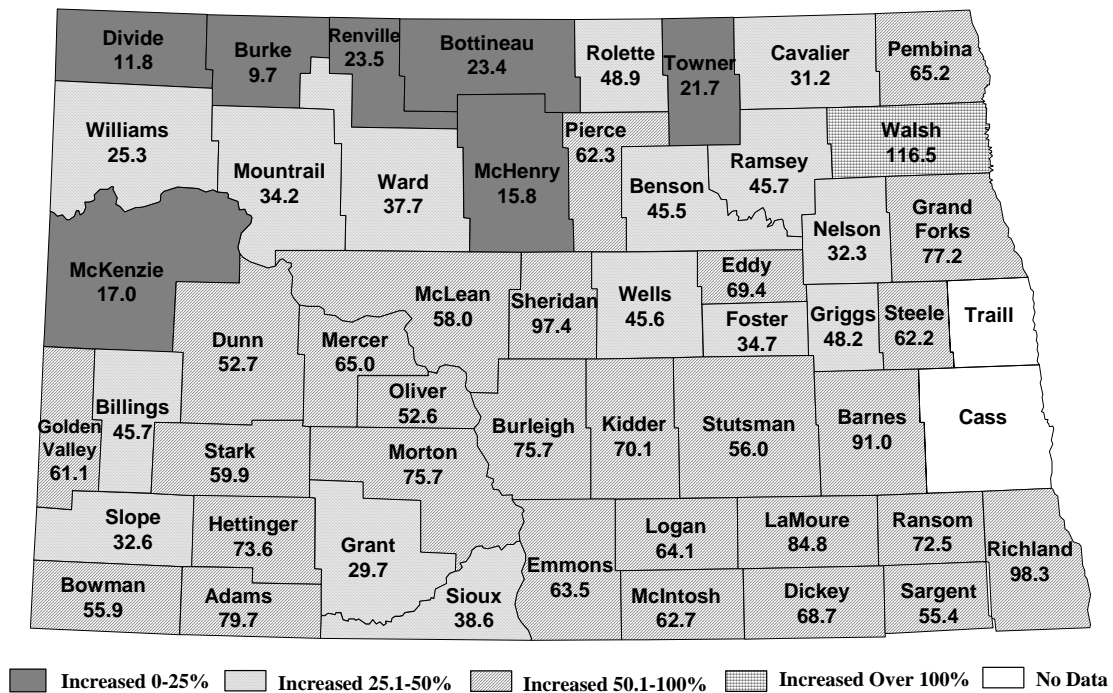 Divide
11.8
Burke
9.7
Renville
23.5
Bottineau
23.4
Rolette
48.9
Towner
21.7
Cavalier
31.2
Pembina
65.2
Williams
25.3
Mountrail
34.2
Ward
37.7
McHenry
15.8
Pierce
62.3
Benson
45.5
Ramsey
45.7
Walsh
116.5
Nelson
32.3
Grand
Forks
77.2
McKenzie
17.0
Dunn
52.7
Mercer
65.0
McLean
58.0
Sheridan
97.4
Wells
45.6
Eddy
69.4
Foster
34.7
Griggs
48.2
Steele
62.2
Traill
Golden
Valley
61.1
Billings
45.7
Stark
59.9
Oliver
52.6
Morton
75.7
Burleigh
75.7
Kidder
70.1
Stutsman
56.0
Barnes
91.0
Cass
Slope
32.6
Hettinger
73.6
Grant
29.7
Emmons
63.5
Logan
64.1
LaMoure
84.8
Ransom
72.5
Richland
98.3
Bowman
55.9
Adams
79.7
Sioux
38.6
McIntosh
62.7
Dickey
68.7
Sargent
55.4
Increased 0-25%
Increased 25.1-50%
Increased 50.1-100%
Increased Over 100%
No Data